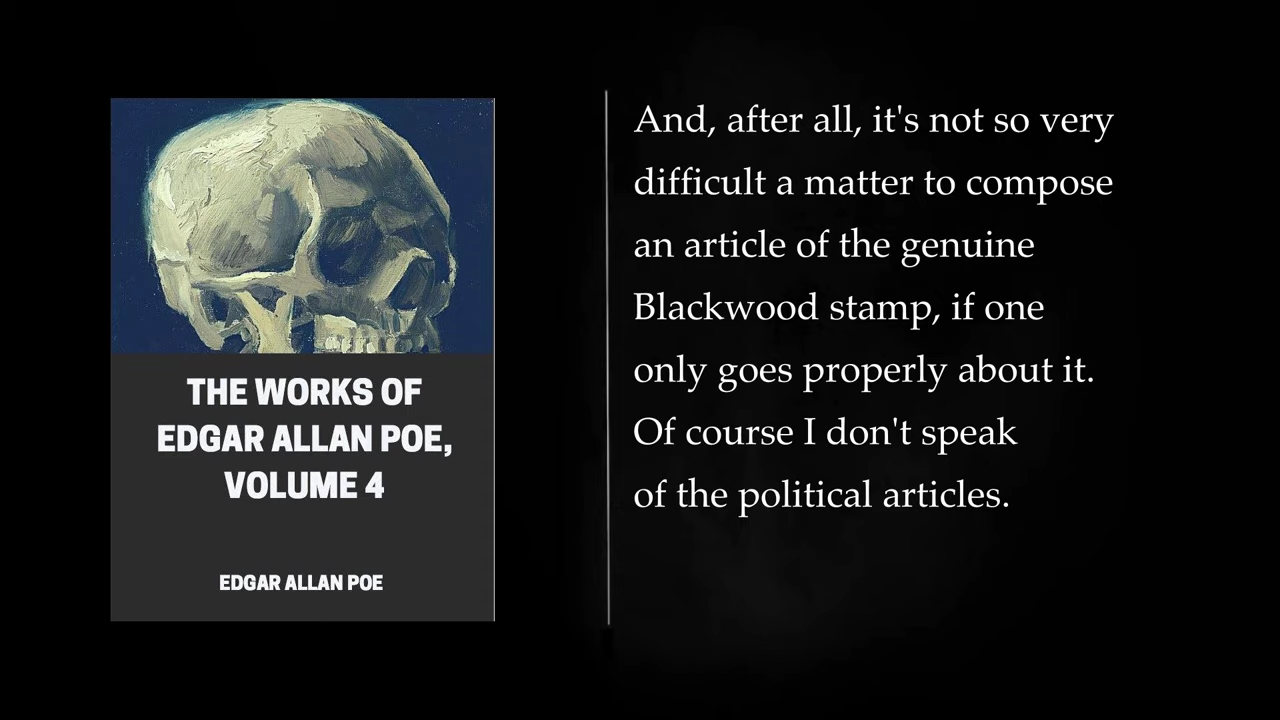 THE WORKS OF
EDGAR ALLAN POE,
VOLUME 4
EDGAR ALLAN POE
And, after all, it's not so very
difficult a matter to compose
an article of the genuine
Blackwood stamp, if one
only goes properly about it.
Of course I don't speak
of the political articles.